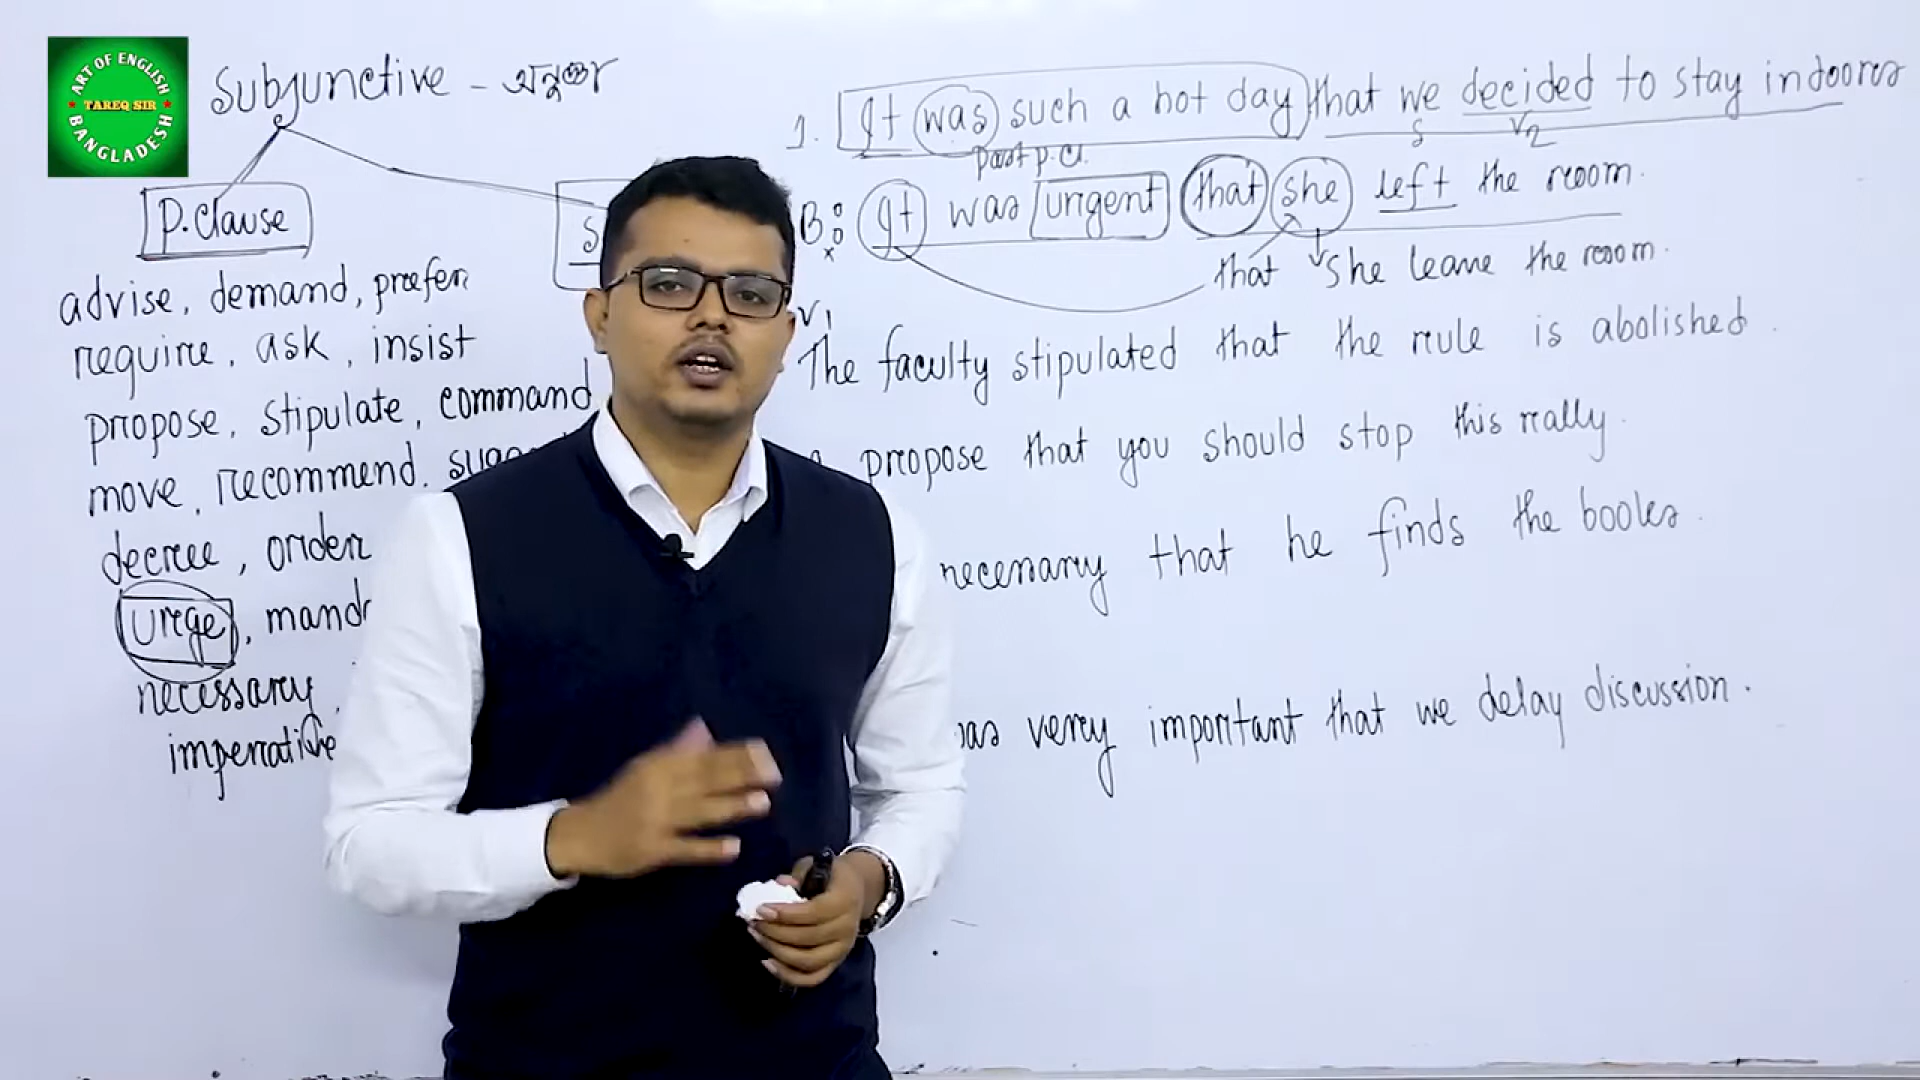 ART OF ENGLISH
TAREQ SIR
BANGLADESH
Subjunctive -
P. Clause
S
advise, demand, prefer
require, ask, insist
propose, stipulate, command
move, recommend,
decree, order
urge,
necessary,
imperative
1. It was such a hot day that we decided to stay indoors
S V2
past p. cl.
B: It was urgent that she left the room.
x that she leave the room.
V1
The faculty stipulated that the rule is abolished.
propose that you should stop this rally.
necessary that he finds the books.
was very important that we delay discussion.